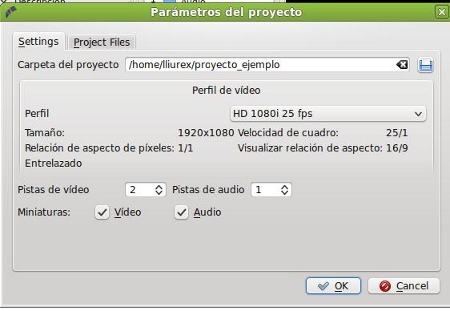 Parámetros del proyecto
Settings Project Files
Carpeta del proyecto /home/lliurex/proyecto_ejemplo
Perfil de vídeo
Perfil HD 1080i 25 fps
Tamaño: 1920x1080 Velocidad de cuadro: 25/1
Relación de aspecto de píxeles: 1/1 Visualizar relación de aspecto: 16/9
Entrelazado
Pistas de vídeo 2 Pistas de audio 1
Miniaturas: Vídeo Audio
OK Cancel